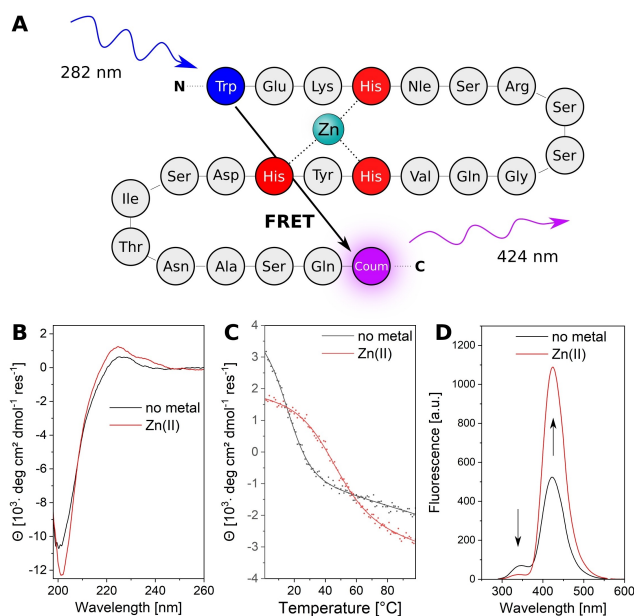 A
282 nm
N Trp Glu Lys His Nle Ser Arg
Ser
Zn
Ser
Ser Asp His Tyr His Val Gln Gly
Ile
FRET
Thr
Asn Ala Ser Gln Coum C
424 nm
B
2
0
-2
-4
-6
-8
-10
-12
200 220 240 260
Wavelength [nm]
Θ [10³· deg cm² dmol⁻¹ res⁻¹]
no metal
Zn(II)
C
4
3
2
1
0
-1
-2
-3
-4
20 40 60 80
Temperature [°C]
Θ [10³· deg cm² dmol⁻¹ res⁻¹]
no metal
Zn(II)
D
1200
1000
800
600
400
200
0
200 300 400 500 600
Wavelength [nm]
Fluorescence [a.u.]
no metal
Zn(II)